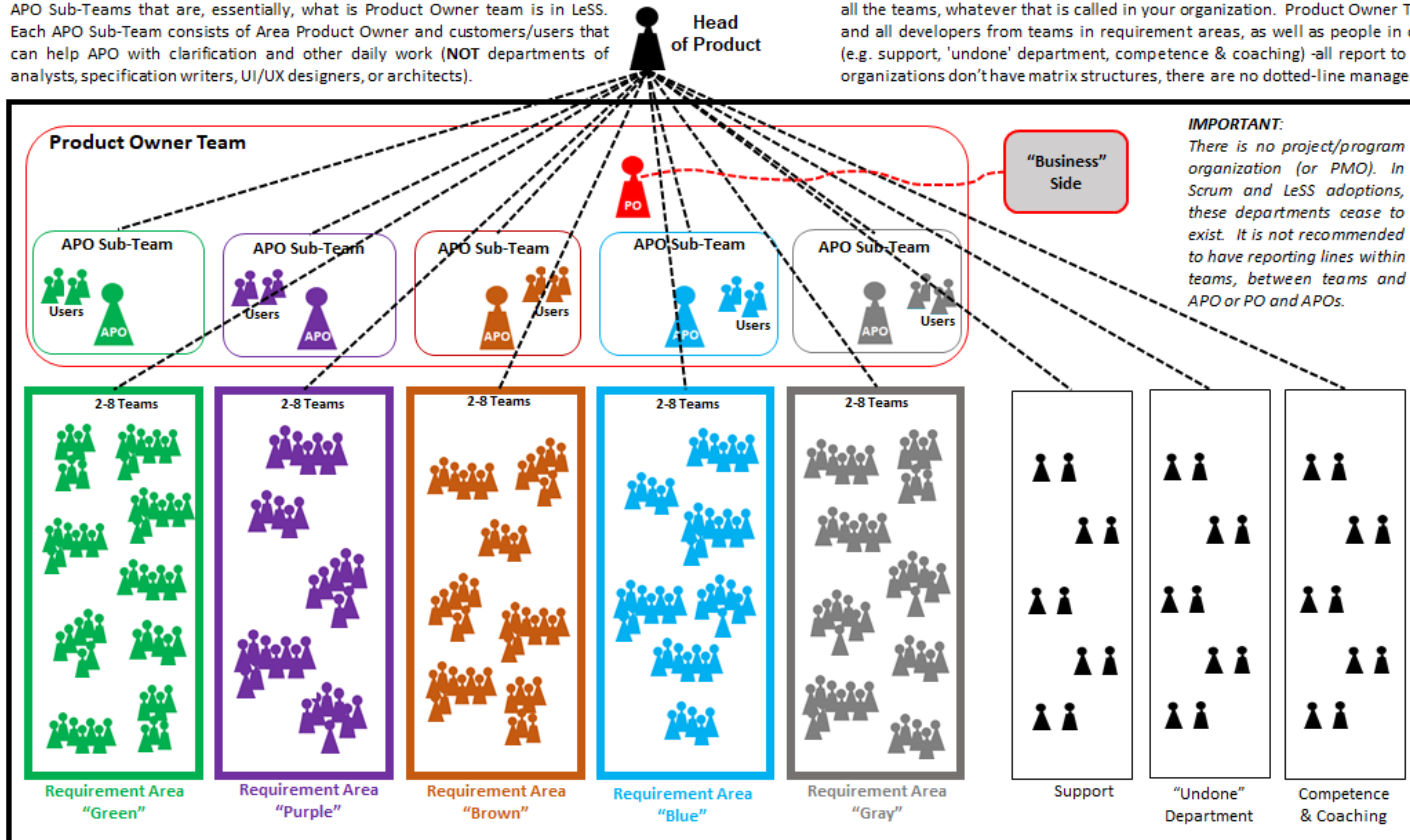 APO Sub-Teams that are, essentially, what is Product Owner team is in LeSS.
Each APO Sub-Team consists of Area Product Owner and customers/users that
can help APO with clarification and other daily work (NOT departments of
analysts, specification writers, UI/UX designers, or architects).
Head
of Product
all the teams, whatever that is called in your organization. Product Owner T
and all developers from teams in requirement areas, as well as people in
(e.g. support, 'undone' department, competence & coaching) -all report to
organizations don't have matrix structures, there are no dotted-line manage
Product Owner Team
PO
"Business"
Side
IMPORTANT:
There is no project/program
organization (or PMO). In
Scrum and LeSS adoptions,
these departments cease to
exist. It is not recommended
to have reporting lines within
teams, between teams and
APO or PO and APOs.
APO Sub-Team
Users
APO
APO Sub-Team
Users
APO
APO Sub-Team
Users
APO
APO Sub-Team
Users
APO
APO Sub-Team
Users
APO
2-8 Teams
2-8 Teams
2-8 Teams
2-8 Teams
2-8 Teams
Requirement Area
"Green"
Requirement Area
"Purple"
Requirement Area
"Brown"
Requirement Area
"Blue"
Requirement Area
"Gray"
Support
"Undone"
Department
Competence
& Coaching